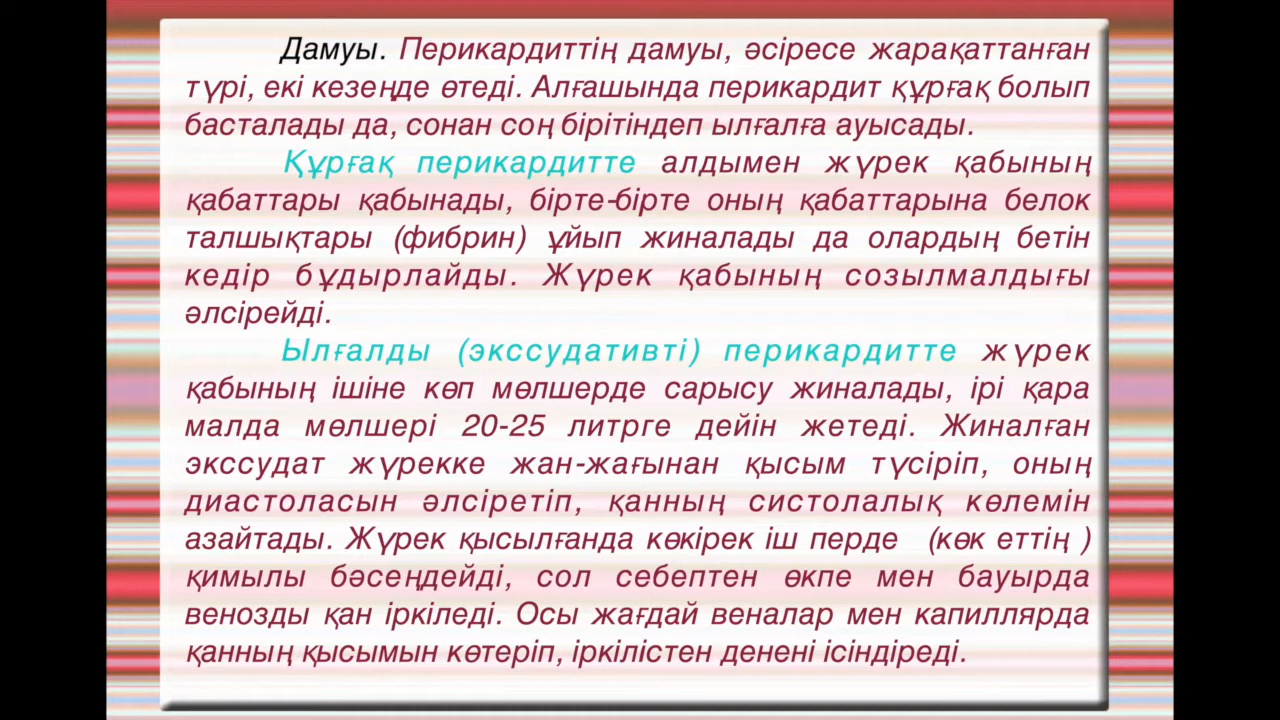 Дамуы. Перикардиттің дамуы, әсіресе жарақаттанған
түрі, екі кезеңде өтеді. Алғашында перикардит құрғақ болып
басталады да, сонан соң бірітіндеп ылғалға ауысады.
Құрғақ перикардитте алдымен жүрек қабының
қабаттары қабынады, бірте-бірте оның қабаттарына белок
талшықтары (фибрин) ұйып жиналады да олардың бетін
кедір бұдырлайды. Жүрек қабының созылмалдығы
әлсірейді.
Ылғалды (экссудативті) перикардитте жүрек
қабының ішіне көп мөлшерде сарысу жиналады, ірі қара
малда мөлшері 20-25 литрге дейін жетеді. Жиналған
экссудат жүрекке жан-жағынан қысым түсіріп, оның
диастоласын әлсіретіп, қанның систолалық көлемін
азайтады. Жүрек қысылғанда көкірек іш перде (көк еттің )
қимылы бәсеңдейді, сол себептен өкпе мен бауырда
венозды қан іркіледі. Осы жағдай веналар мен капиллярда
қанның қысымын көтеріп, іркілістен денені ісіндіреді.